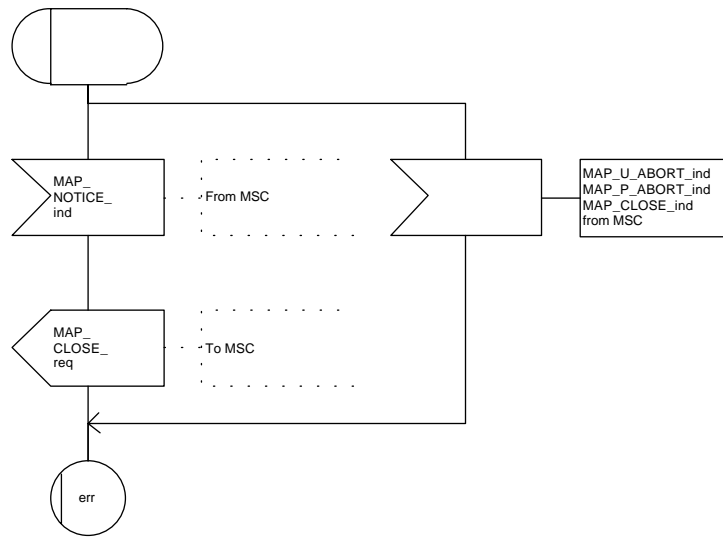 MAP_
NOTICE_
ind
From MSC
MAP_U_ABORT_ind
MAP_P_ABORT_ind
MAP_CLOSE_ind
from MSC
MAP_
CLOSE_
req
To MSC
err